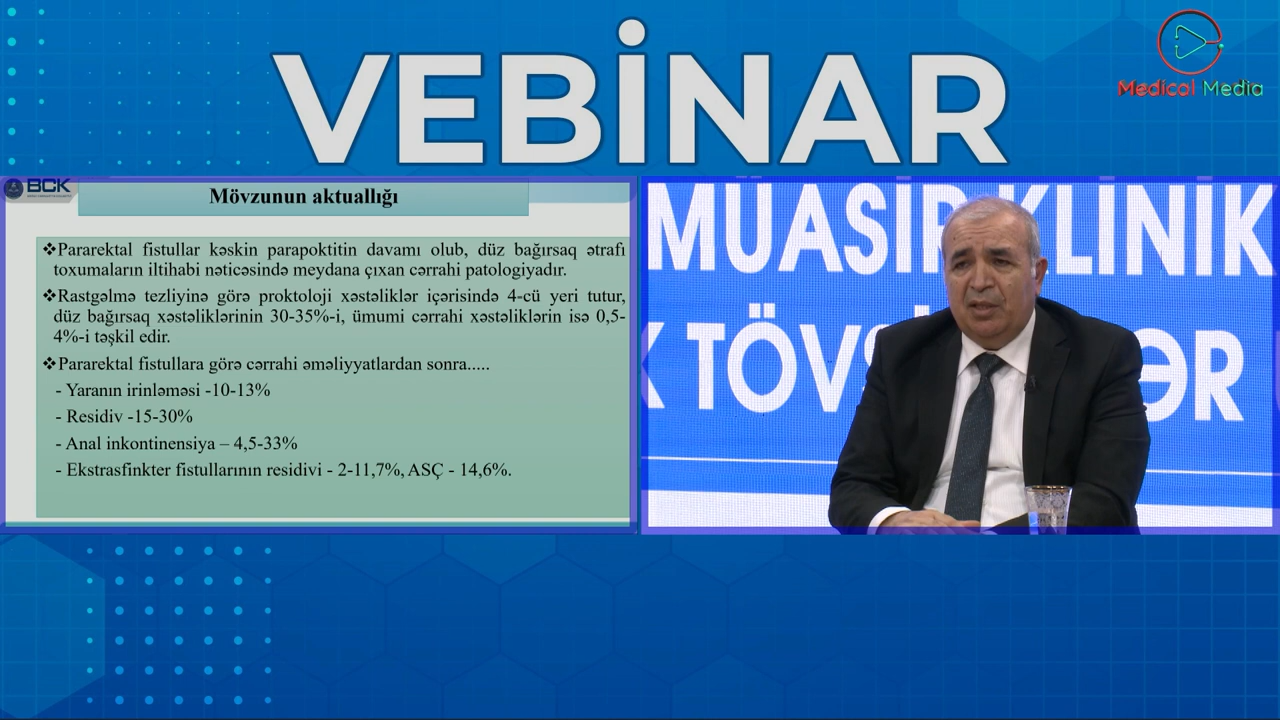 VEBİNAR
Medical Media
BCK
Mövzunun aktuallığı
❖Pararektal fistullar kəskin parapoktitin davamı olub, düz bağırsaq ətrafı
toxumaların iltihabi nəticəsində meydana çıxan cərrahi patologiyadır.
❖Rastgəlmə tezliyinə görə proktoloji xəstəliklər içərisində 4-cü yeri tutur,
düz bağırsaq xəstəliklərinin 30-35%-i, ümumi cərrahi xəstəliklərin isə 0,5-
4%-i təşkil edir.
❖Pararektal fistullara görə cərrahi əməliyyatlardan sonra.....
- Yaranın irinləməsi -10-13%
- Residiv -15-30%
- Anal inkontinensiya – 4,5-33%
- Ekstrasfinkter fistullarının residivi - 2-11,7%, ASÇ - 14,6%.
MÜASİR KLİNİK
K TÖVS ƏR